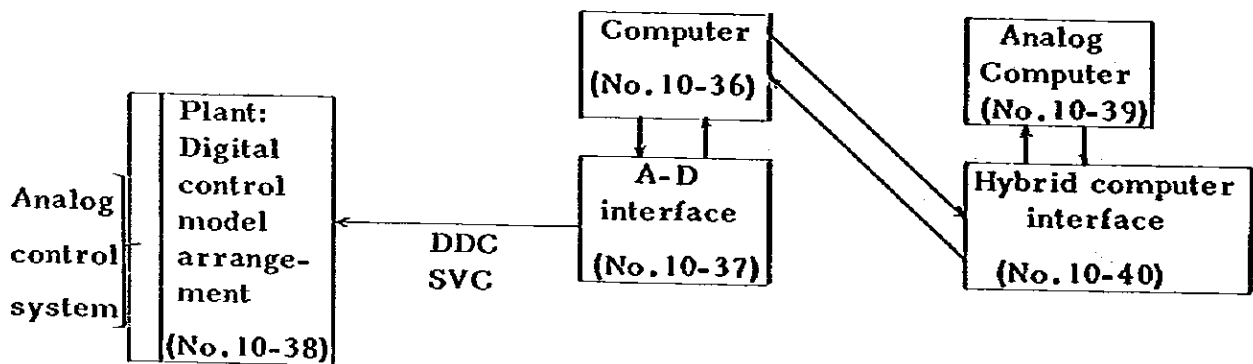 Analog
control
system
Plant:
Digital
control
model
arrange-
ment
(No.10-38)
DDC
SVC
Computer
(No.10-36)
A-D
interface
(No.10-37)
Analog
Computer
(No.10-39)
Hybrid computer
interface
(No.10-40)